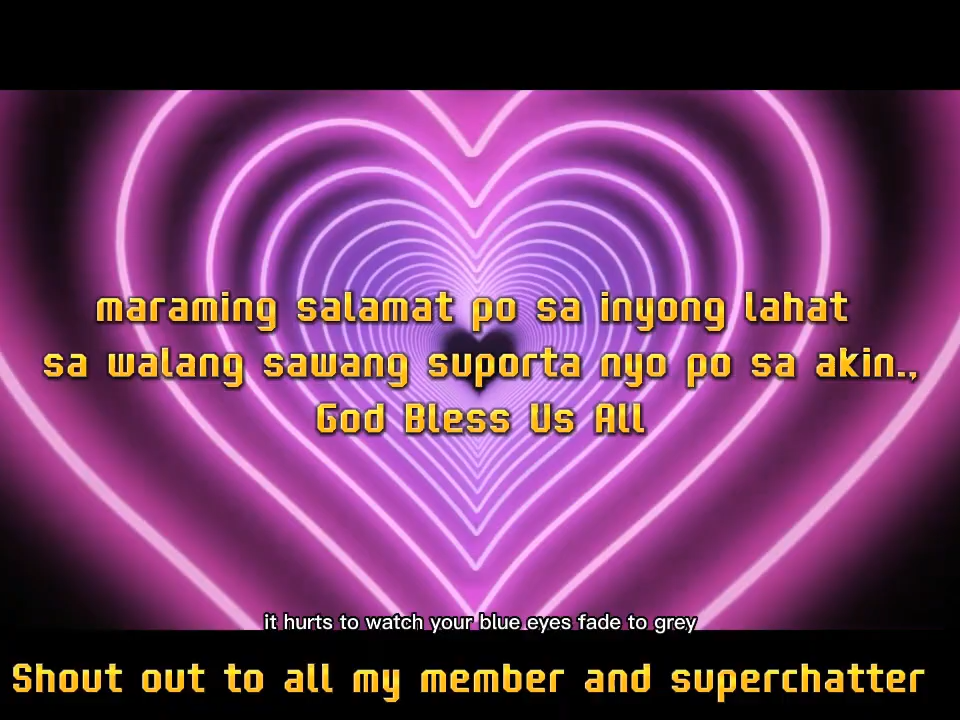 maraming salamat po sa inyong lahat
sa walang sawang suporta nyo po sa akin.,
God Bless Us All
it hurts to watch your blue eyes fade to grey
Shout out to all my member and superchatter